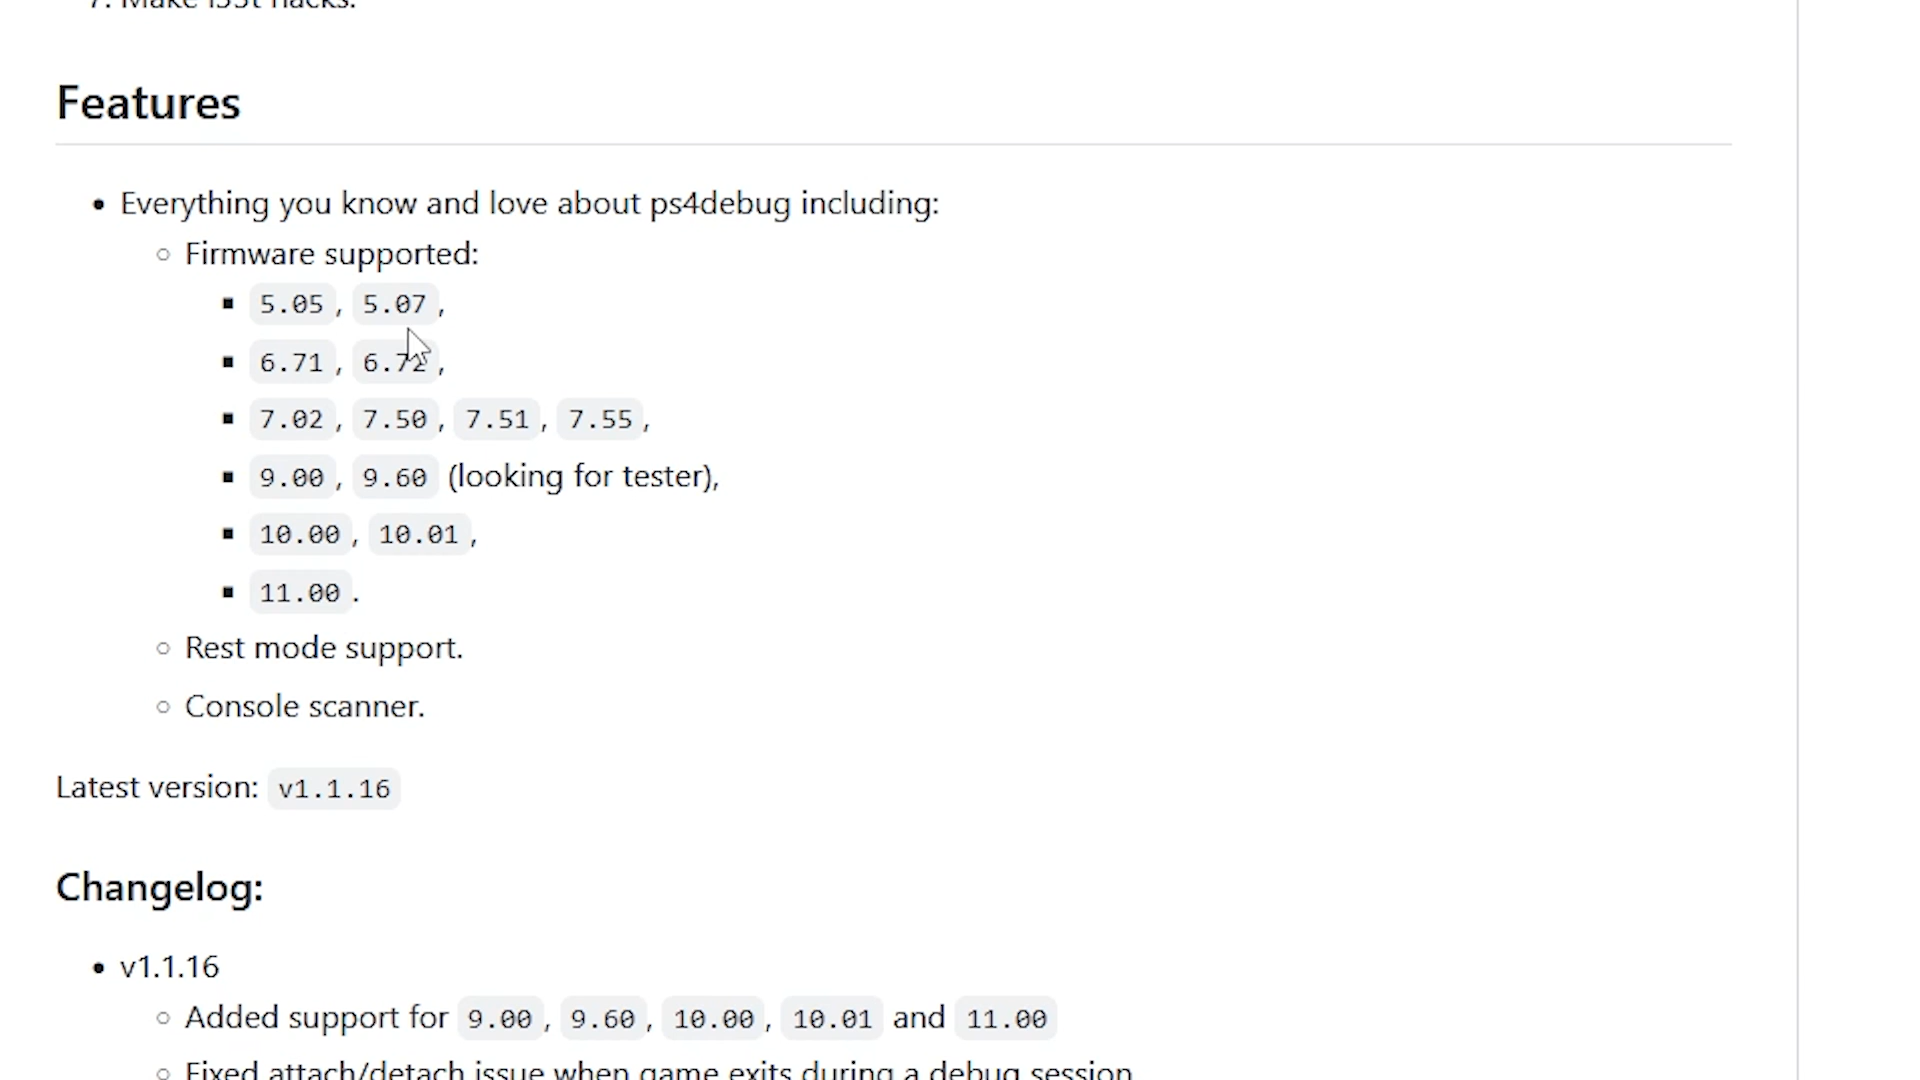 7. Make l33t hacks.
Features
• Everything you know and love about ps4debug including:
○ Firmware supported:
▪ 5.05 , 5.07 ,
▪ 6.71 , 6.72 ,
▪ 7.02 , 7.50 , 7.51 , 7.55 ,
▪ 9.00 , 9.60 (looking for tester),
▪ 10.00 , 10.01 ,
▪ 11.00 .
○ Rest mode support.
○ Console scanner.
Latest version: v1.1.16
Changelog:
• v1.1.16
○ Added support for 9.00 , 9.60 , 10.00 , 10.01 and 11.00
○ Fixed attach/detach issue when game exits during a debug session